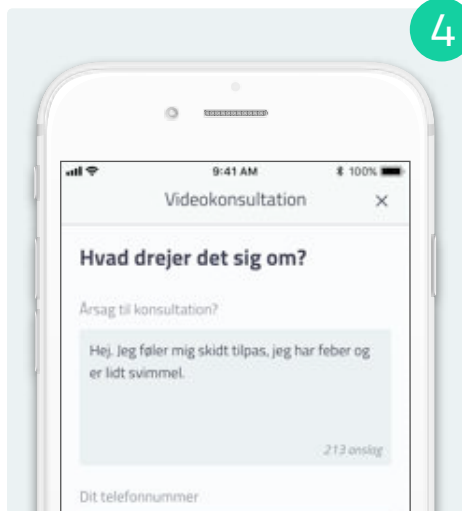 4
9:41 AM
100%
Videokonsultation
×
Hvad drejer det sig om?
Årsag til konsultation?
Hej. Jeg føler mig skidt tilpas, jeg har feber og
er lidt svimmel.
213 anslag
Dit telefonnummer